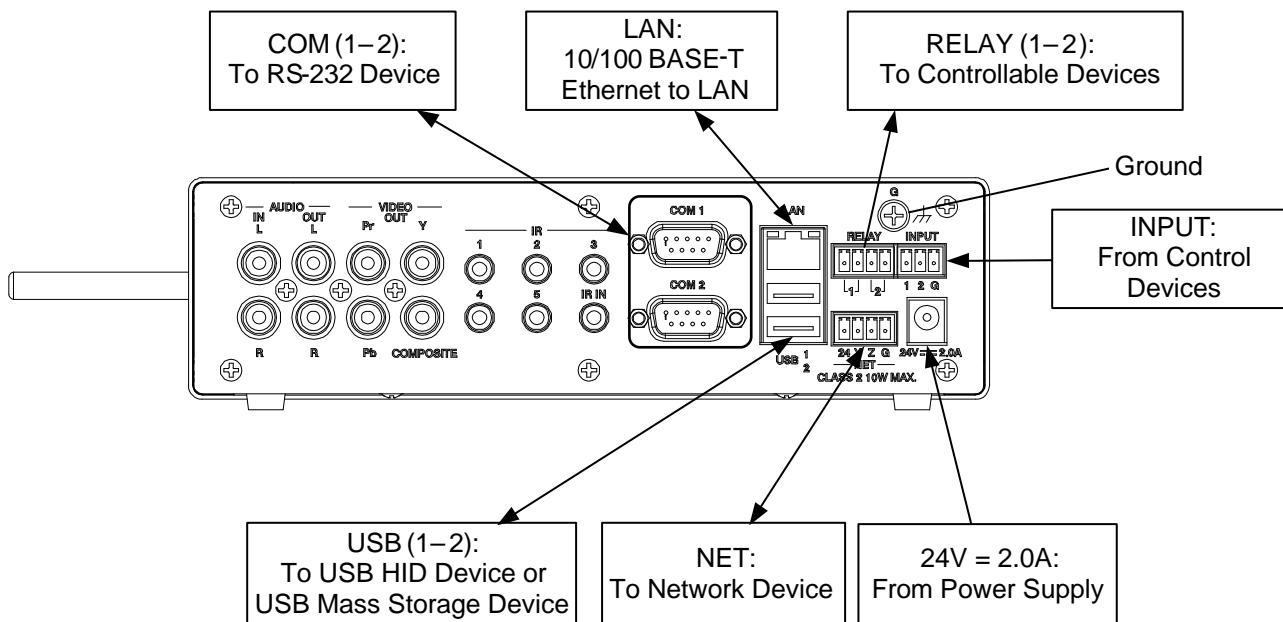 COM (1–2):
To RS-232 Device
LAN:
10/100 BASE-T
Ethernet to LAN
RELAY (1–2):
To Controllable Devices
Ground
INPUT:
From Control
Devices
AUDIO
VIDEO
IN
OUT
OUT
L
L
Pr
Y
IR
1
2
3
4
5
IR IN
R
R
Pb
COMPOSITE
COM 1
COM 2
G
RELAY
INPUT
1
2
1 2 G
24
Z G
24V 2.0A
USB
1
2
CLASS 2 10W MAX.
USB (1–2):
To USB HID Device or
USB Mass Storage Device
NET:
To Network Device
24V = 2.0A:
From Power Supply